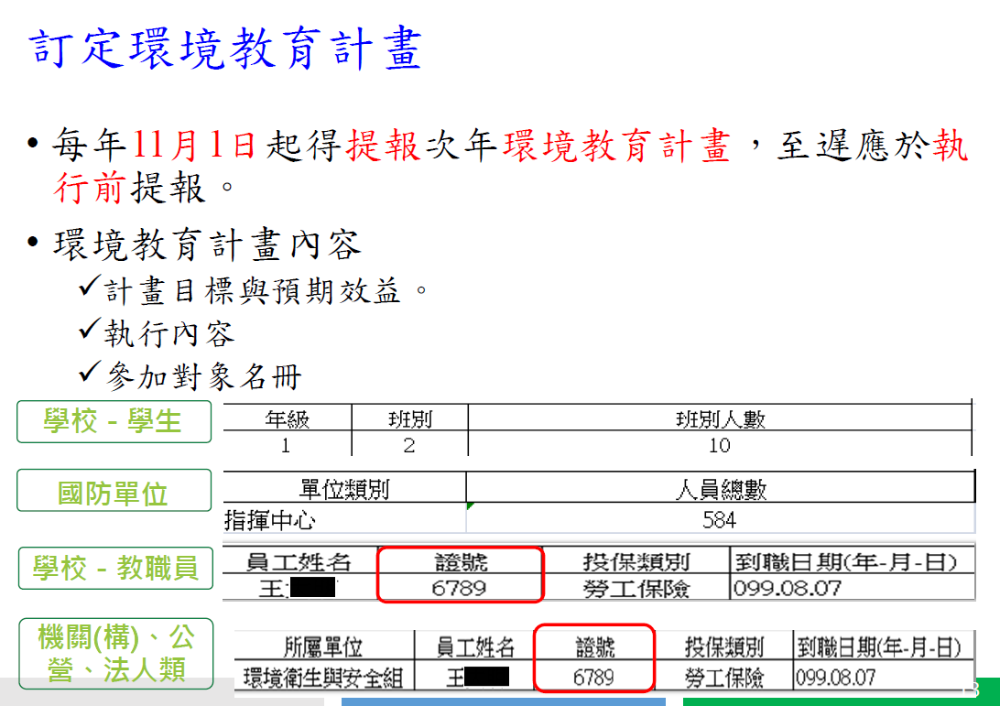 訂定環境教育計畫
• 每年11月1日起得提報次年環境教育計畫，至遲應於執
行前提報。
• 環境教育計畫內容
✓計畫目標與預期效益。
✓執行內容
✓參加對象名冊
學校－學生
年級 班別 班別人數
1 2 10
國防單位
單位類別 人員總數
指揮中心 584
學校－教職員
員工姓名 證號 投保類別 到職日期(年-月-日)
王 6789 勞工保險 099.08.07
機關(構)、公
營、法人類
所屬單位 員工姓名 證號 投保類別 到職日期(年-月-日)
環境衛生與安全組 王 6789 勞工保險 099.08.07